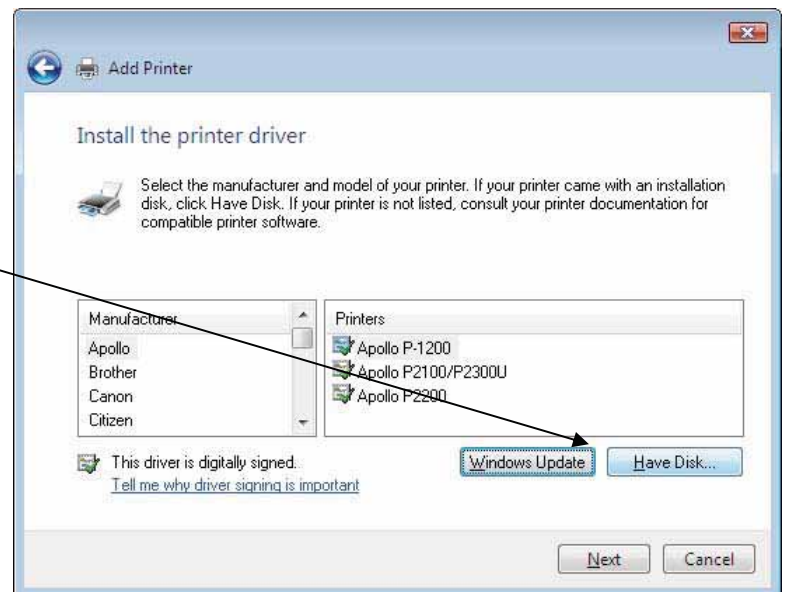 Add Printer
Install the printer driver
Select the manufacturer and model of your printer. If your printer came with an installation
disk, click Have Disk. If your printer is not listed, consult your printer documentation for
compatible printer software.
Manufacturer
Apollo
Brother
Canon
Citizen
Printers
Apollo P-1200
Apollo P2100/P2300U
Apollo P2200
This driver is digitally signed.
Tell me why driver signing is important
Windows Update
Have Disk...
Next
Cancel